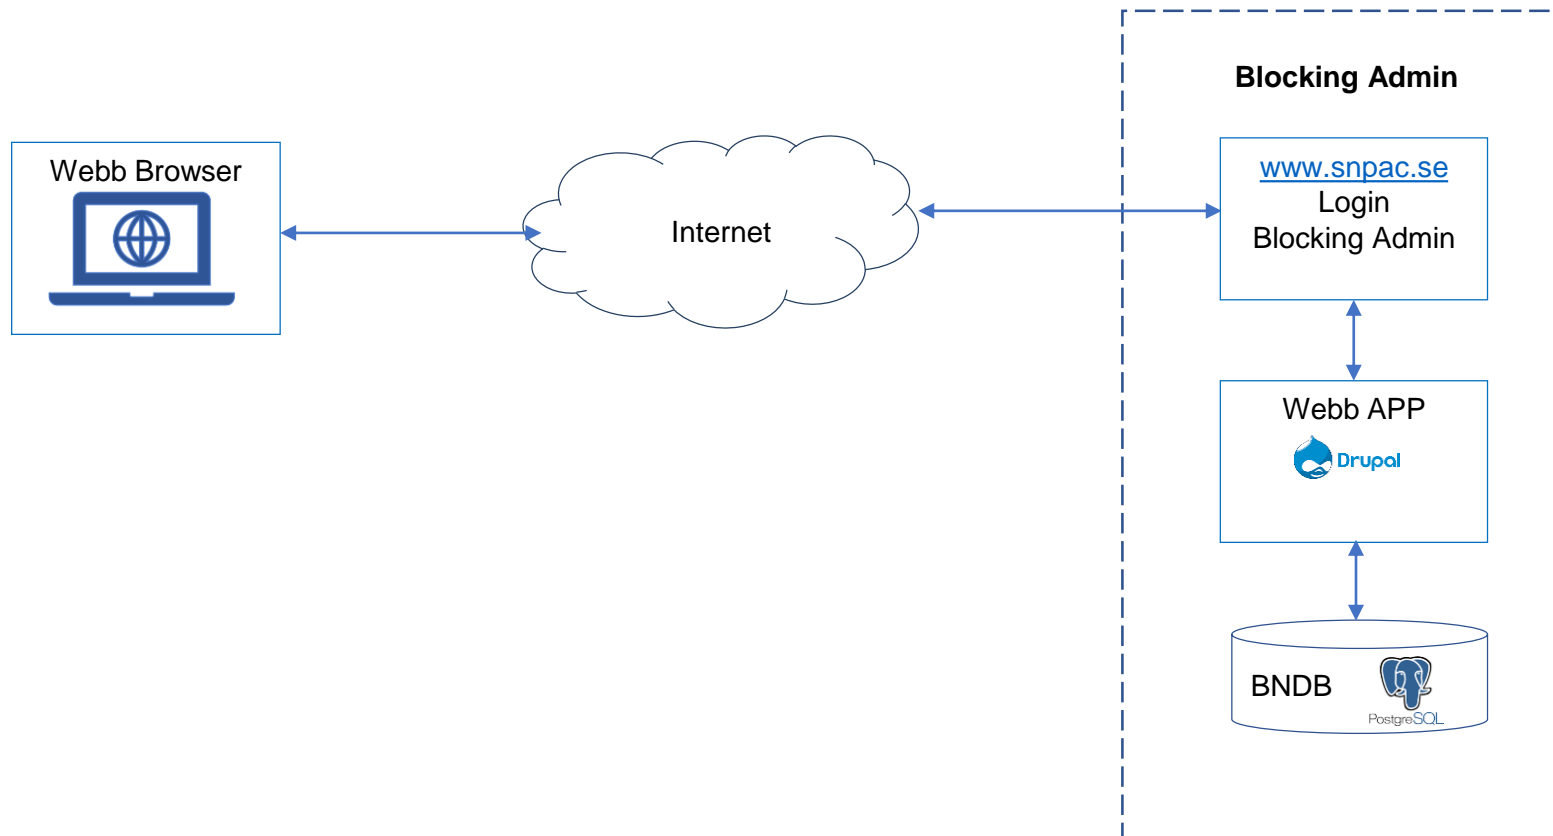 Blocking Admin
Webb Browser
www.snpac.se
Login
Blocking Admin
Internet
Webb APP
Drupal
BNDB
PostgreSQL